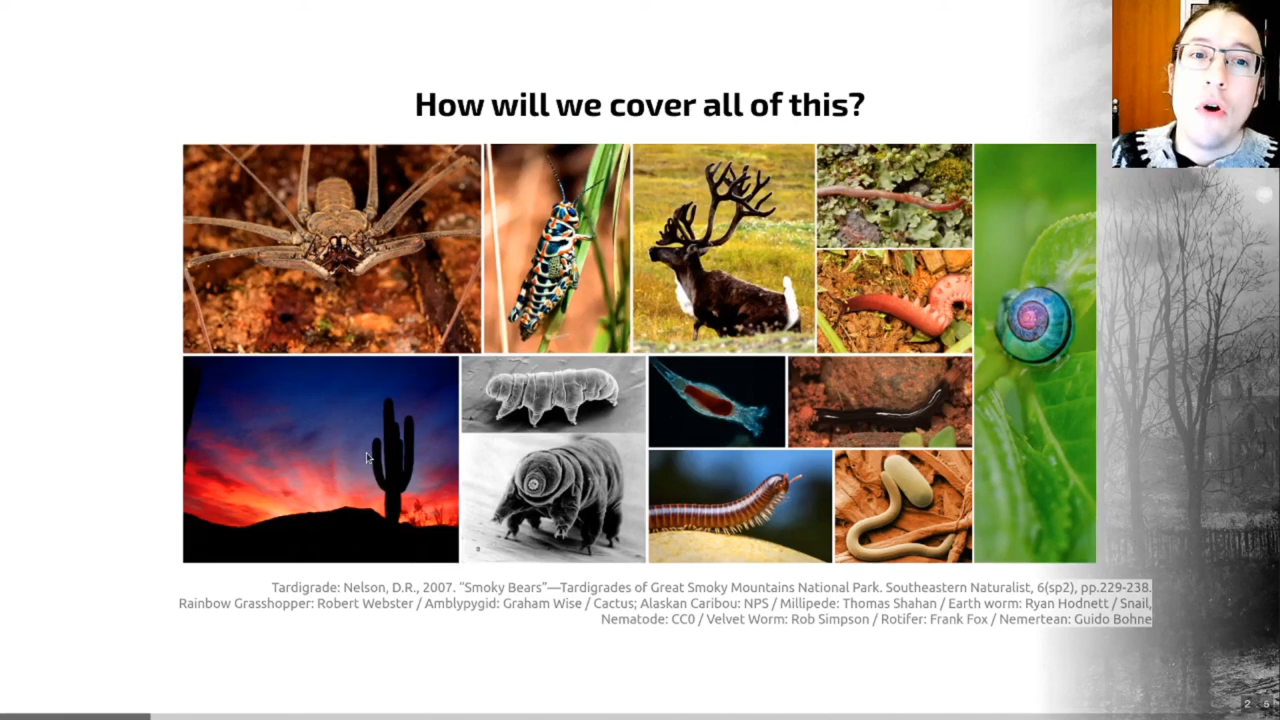 How will we cover all of this?
Tardigrade: Nelson, D.R., 2007. "Smoky Bears"—Tardigrades of Great Smoky Mountains National Park. Southeastern Naturalist, 6(sp2), pp.229-238.
Rainbow Grasshopper: Robert Webster / Amblypygid: Graham Wise / Cactus; Alaskan Caribou: NPS / Millipede: Thomas Shahan / Earth worm: Ryan Hodnett / Snail,
Nematode: CC0 / Velvet Worm: Rob Simpson / Rotifer: Frank Fox / Nemertean: Guido Bohne
2 5